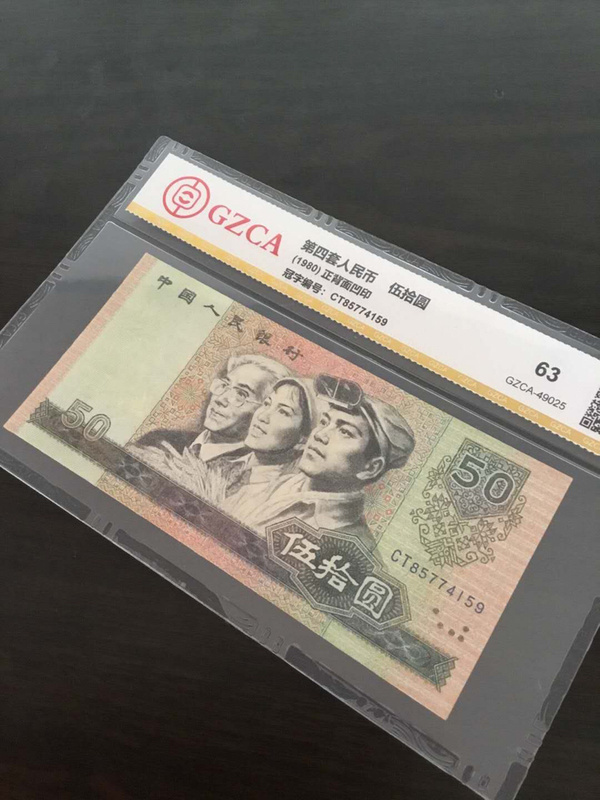 GZCA
第四套人民币 伍拾圆
(1980) 正背面凹印
冠字编号：CT85774159
63
GZCA-49025
中国人民银行
50
50
伍拾圆
CT85774159